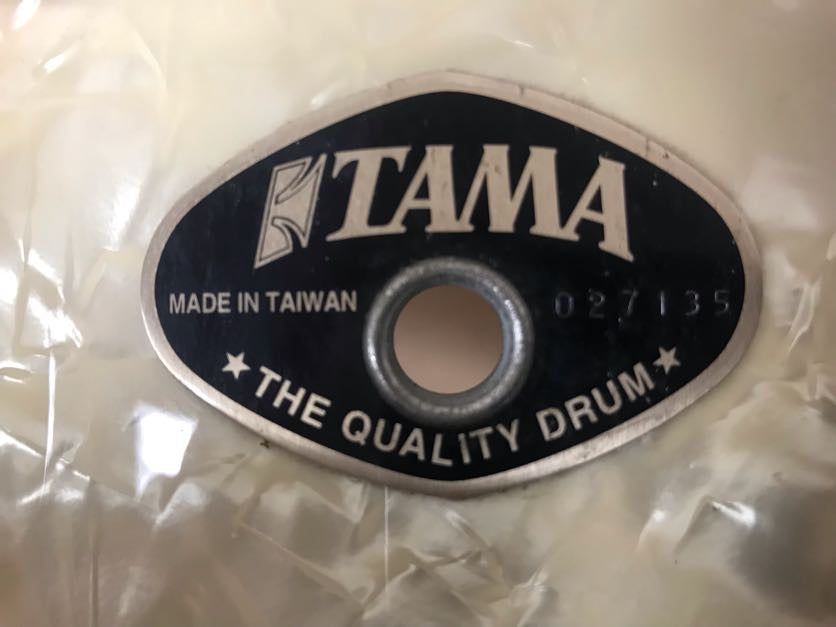 TAMA
MADE IN TAIWAN
027135
★ THE QUALITY DRUM ★